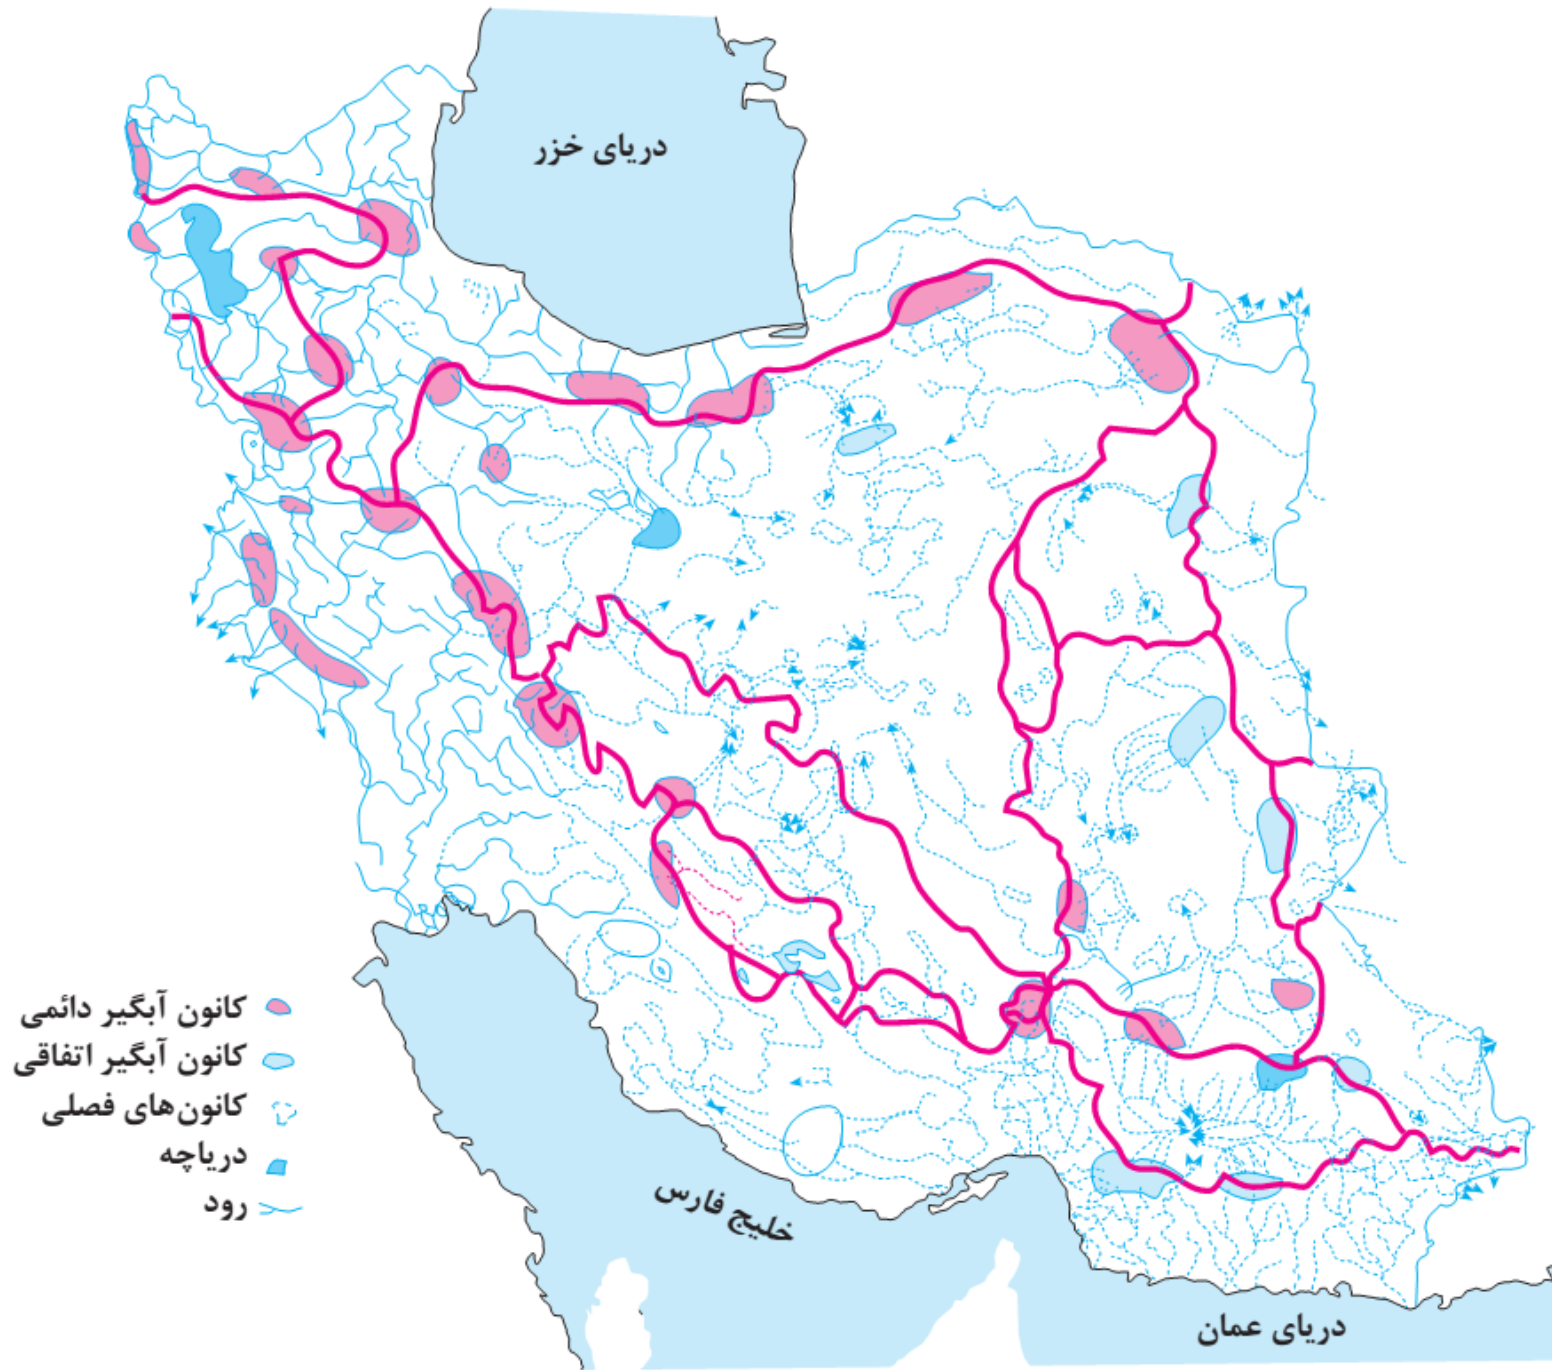 دریای خزر
کانون آبگیر دائمی
کانون آبگیر اتفاقی
کانون‌های فصلی
دریاچه
رود
خلیج فارس
دریای عمان